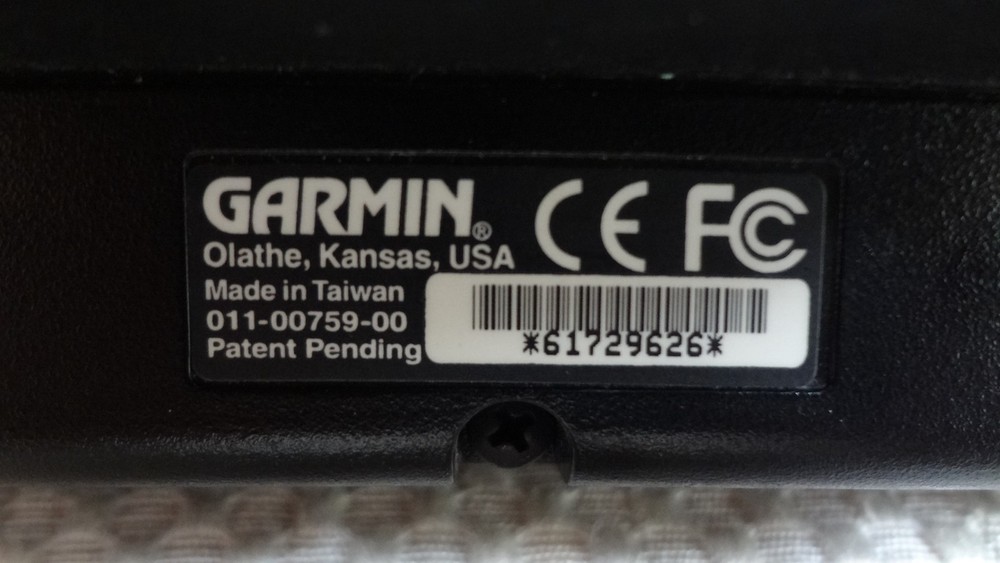 GARMIN®
Olathe, Kansas, USA
CE FC
Made in Taiwan
011-00759-00
Patent Pending
*61729626*